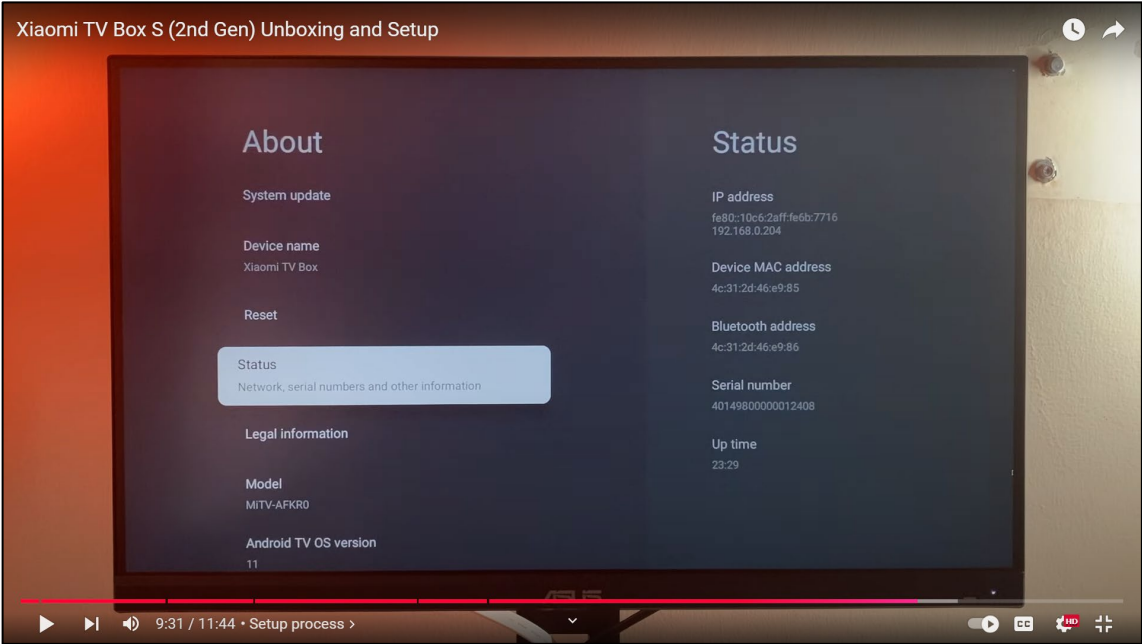 Xiaomi TV Box S (2nd Gen) Unboxing and Setup
About
System update
Device name
Xiaomi TV Box
Reset
Status
Network, serial numbers and other information
Legal information
Model
MiTV-AFKR0
Android TV OS version
11
Status
IP address
fe80::10c6:2aff:fe6b:7716
192.168.0.204
Device MAC address
4c:31:2d:46:e9:85
Bluetooth address
4c:31:2d:46:e9:86
Serial number
40149800000012408
Up time
23:29
ASUS
9:31 / 11:44 • Setup process >
CC
HD